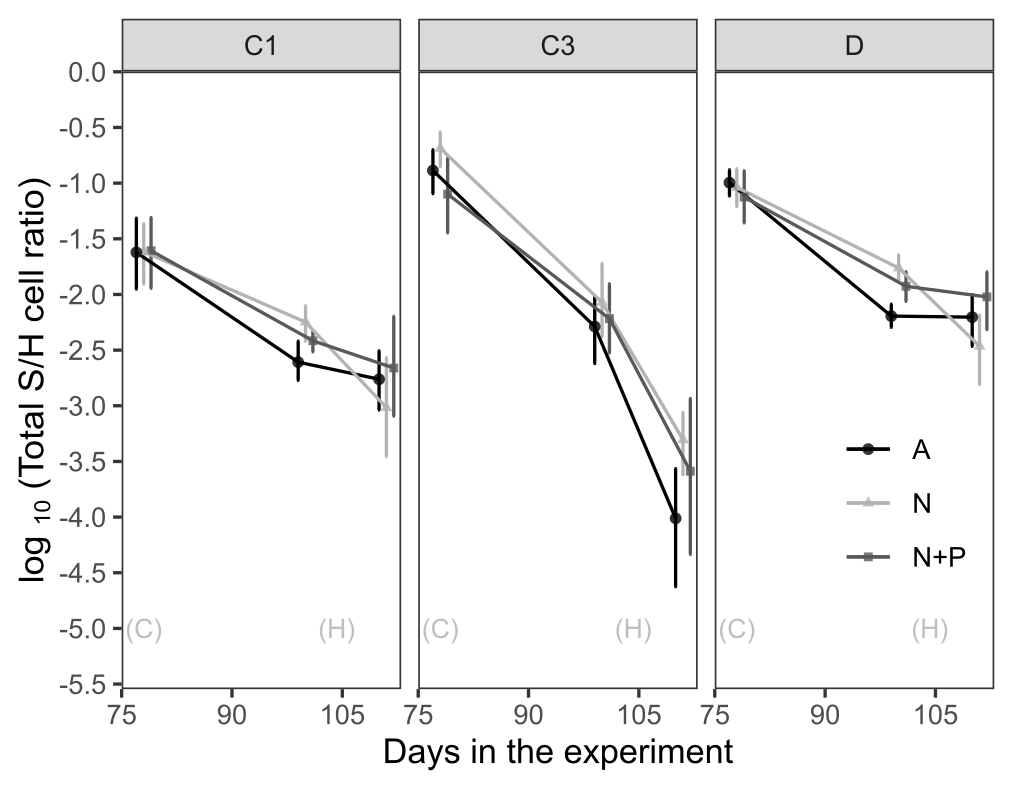 C1 C3 D
0.0
-0.5
-1.0
-1.5
-2.0
-2.5
-3.0
-3.5
-4.0
-4.5
-5.0
-5.5
log 10 (Total S/H cell ratio)
A
N
N+P
(C) (H) (C) (H) (C) (H)
75 90 105 75 90 105 75 90 105
Days in the experiment